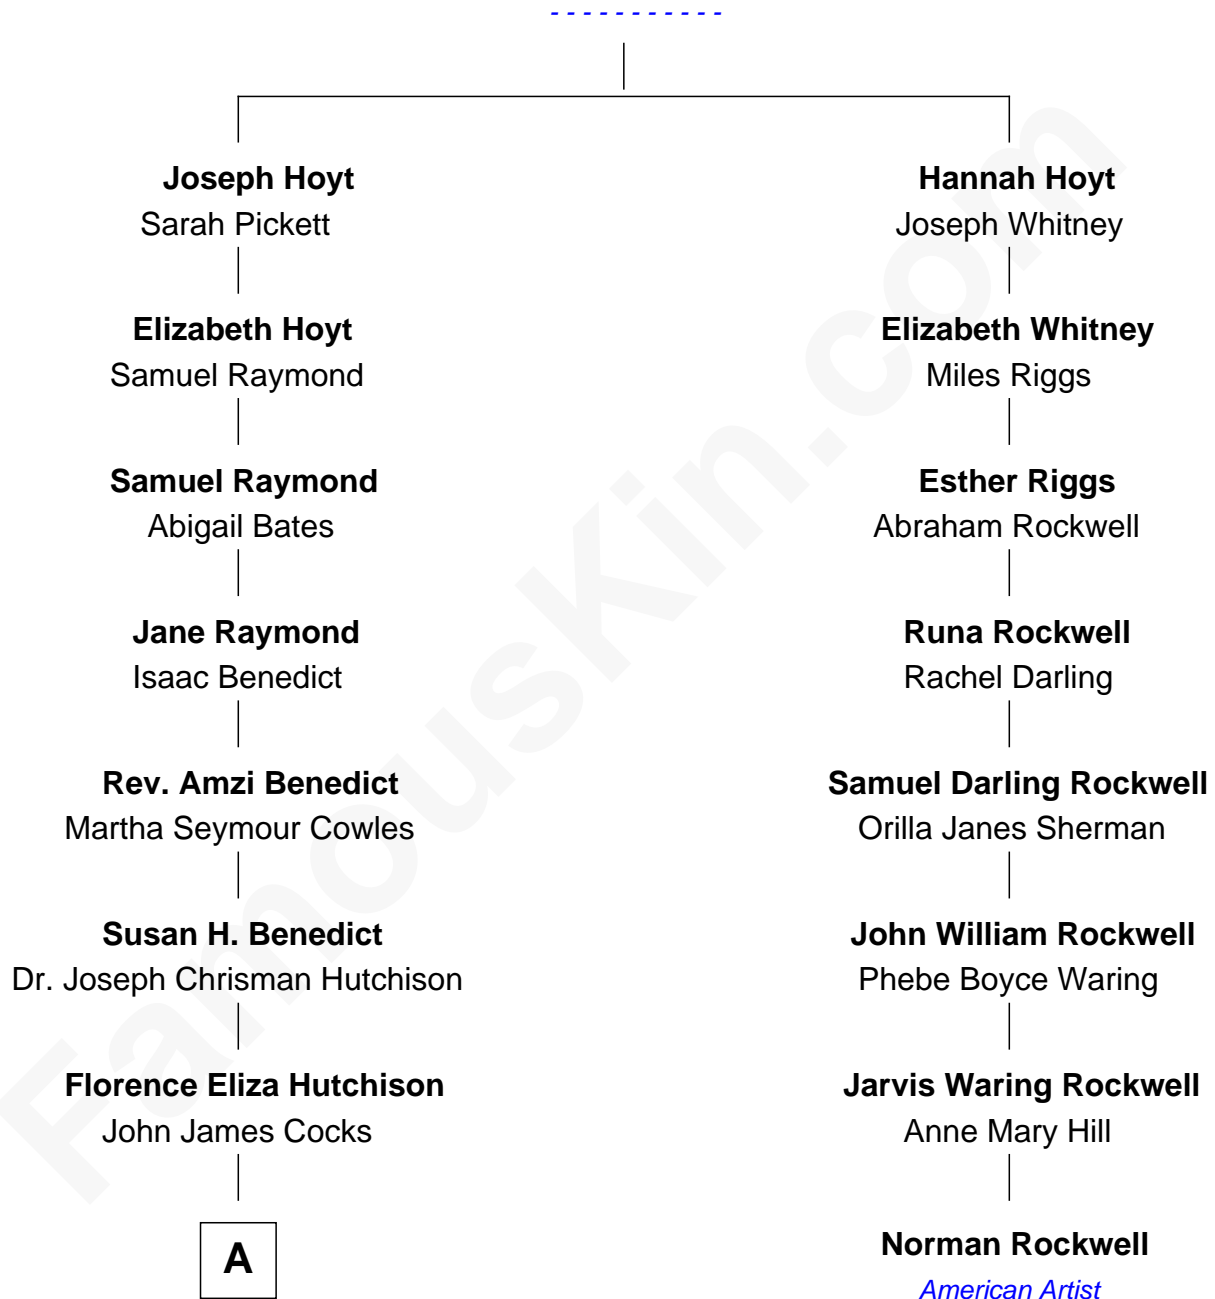 - - - - - - - - - - -
Joseph Hoyt
Sarah Pickett
Elizabeth Hoyt
Samuel Raymond
Samuel Raymond
Abigail Bates
Jane Raymond
Isaac Benedict
Rev. Amzi Benedict
Martha Seymour Cowles
Susan H. Benedict
Dr. Joseph Chrisman Hutchison
Florence Eliza Hutchison
John James Cocks
A
Hannah Hoyt
Joseph Whitney
Elizabeth Whitney
Miles Riggs
Esther Riggs
Abraham Rockwell
Runa Rockwell
Rachel Darling
Samuel Darling Rockwell
Orilla Janes Sherman
John William Rockwell
Phebe Boyce Waring
Jarvis Waring Rockwell
Anne Mary Hill
Norman Rockwell
American Artist
FamousKin.com